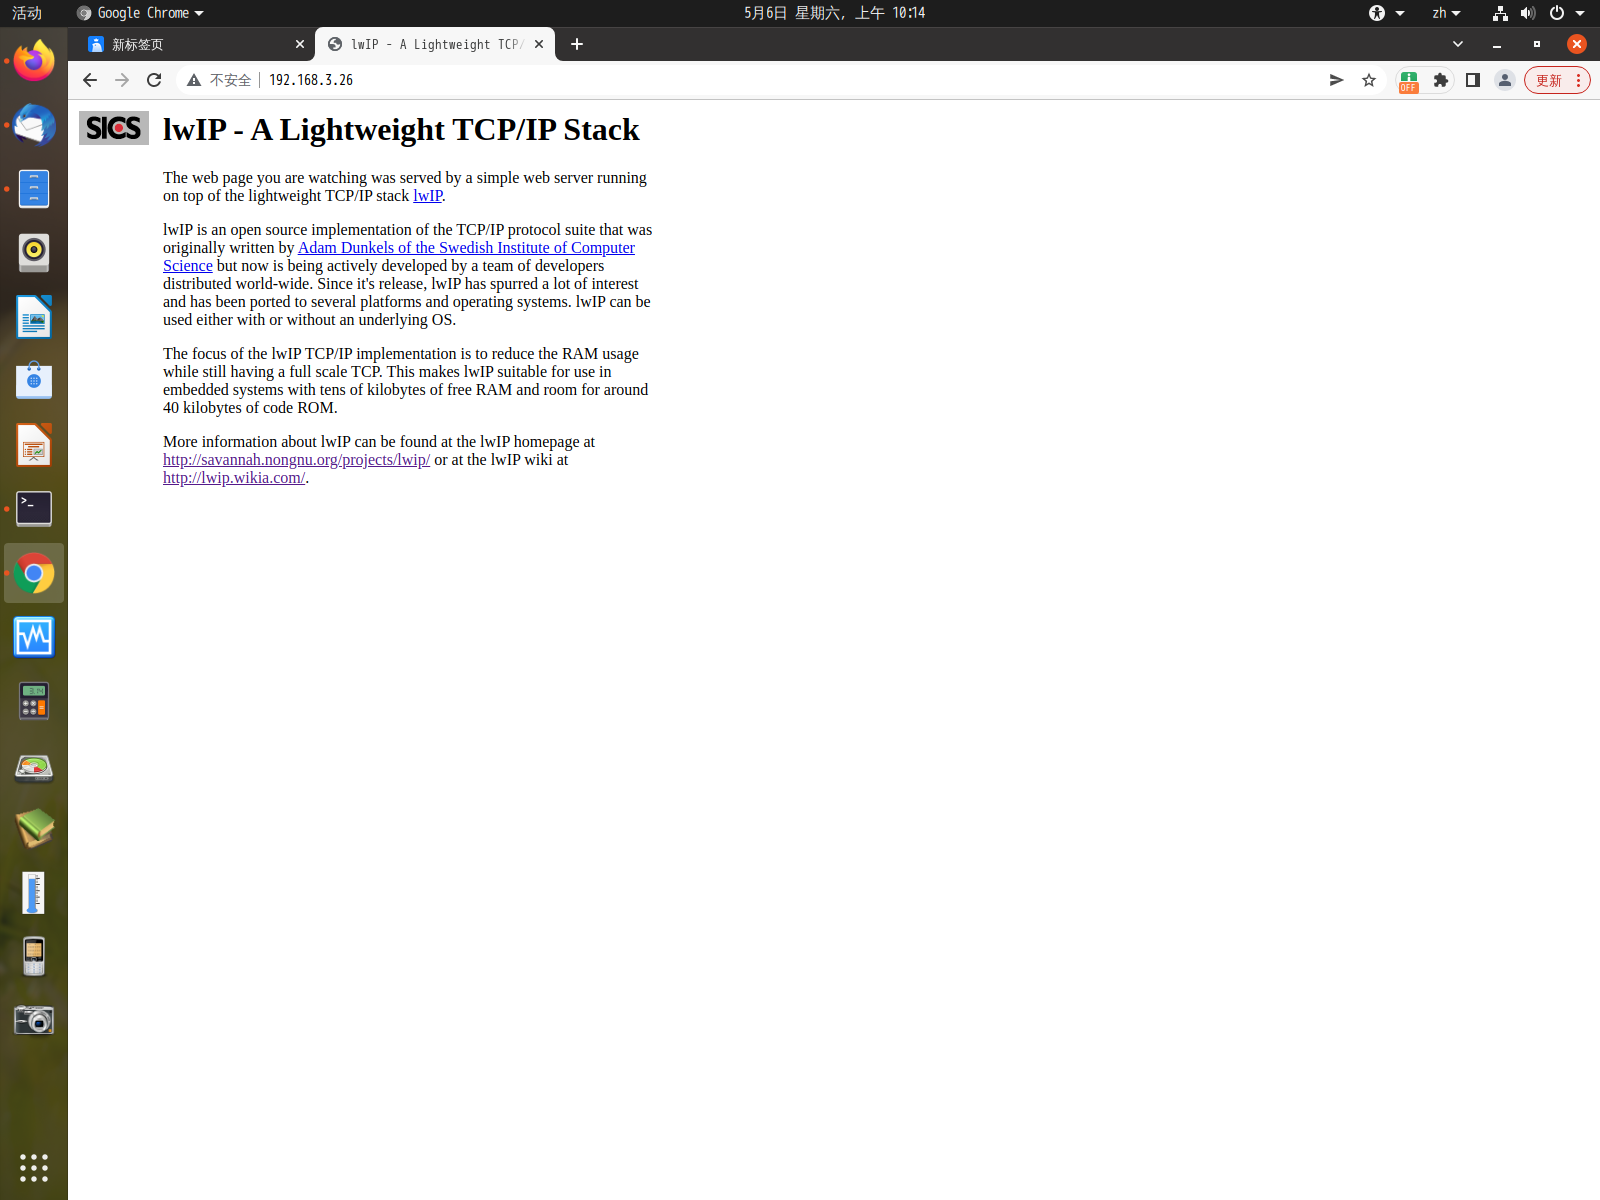 活动
Google Chrome
5月6日 星期六, 上午 10:14
zh
新标签页
lwIP - A Lightweight TCP/
不安全
192.168.3.26
OFF
更新
SICS
lwIP - A Lightweight TCP/IP Stack
The web page you are watching was served by a simple web server running
on top of the lightweight TCP/IP stack lwIP.
lwIP is an open source implementation of the TCP/IP protocol suite that was
originally written by Adam Dunkels of the Swedish Institute of Computer
Science but now is being actively developed by a team of developers
distributed world-wide. Since it's release, lwIP has spurred a lot of interest
and has been ported to several platforms and operating systems. lwIP can be
used either with or without an underlying OS.
The focus of the lwIP TCP/IP implementation is to reduce the RAM usage
while still having a full scale TCP. This makes lwIP suitable for use in
embedded systems with tens of kilobytes of free RAM and room for around
40 kilobytes of code ROM.
More information about lwIP can be found at the lwIP homepage at
http://savannah.nongnu.org/projects/lwip/ or at the lwIP wiki at
http://lwip.wikia.com/.
>_
3.14